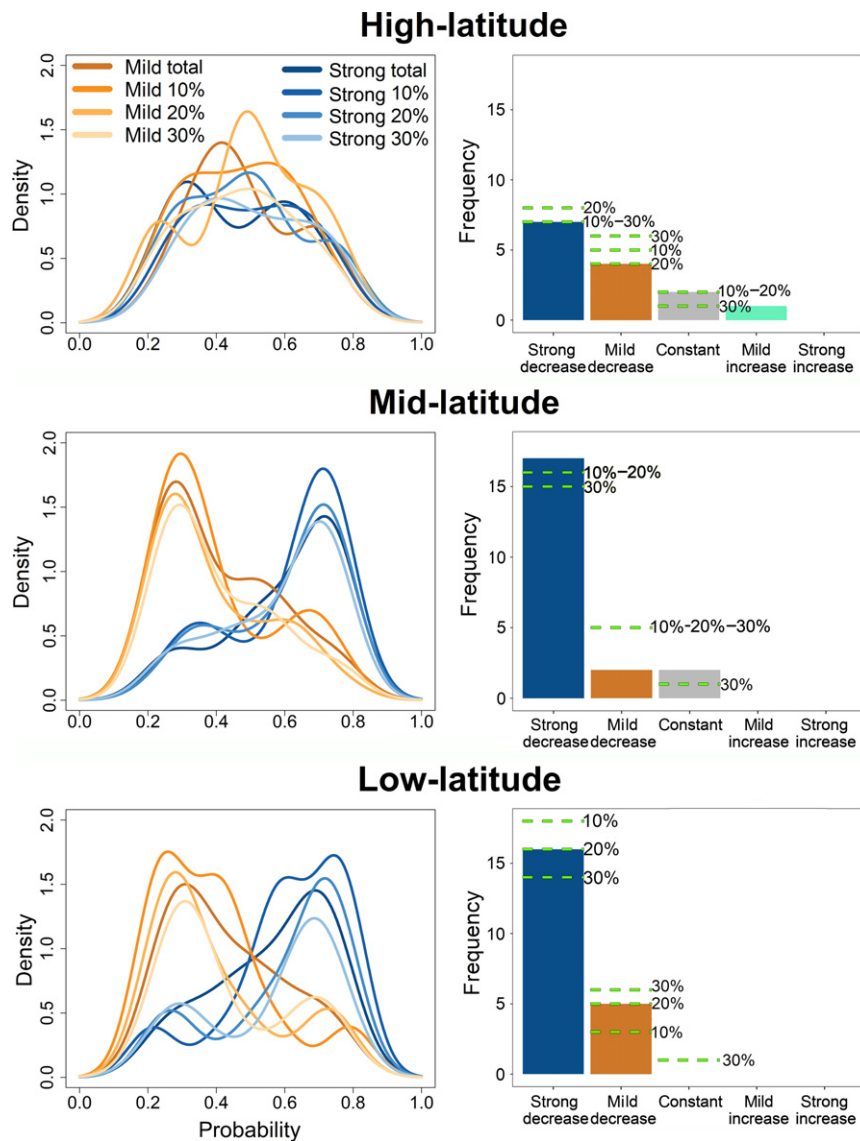 High-latitude
Mild total
Mild 10%
Mild 20%
Mild 30%
Strong total
Strong 10%
Strong 20%
Strong 30%
Density
0.0
0.5
1.0
1.5
2.0
0.0 0.2 0.4 0.6 0.8 1.0
Frequency
15
10
5
0
20%
10%–30%
30%
10%
20%
10%–20%
30%
Strong decrease
Mild decrease
Constant
Mild increase
Strong increase
Mid-latitude
Density
0.0
0.5
1.0
1.5
2.0
0.0 0.2 0.4 0.6 0.8 1.0
Frequency
15
10
5
0
10%–20%
30%
10%-20%–30%
30%
Strong decrease
Mild decrease
Constant
Mild increase
Strong increase
Low-latitude
Density
0.0
0.5
1.0
1.5
2.0
0.0 0.2 0.4 0.6 0.8 1.0
Probability
Frequency
15
10
5
0
10%
20%
30%
30%
20%
10%
30%
Strong decrease
Mild decrease
Constant
Mild increase
Strong increase